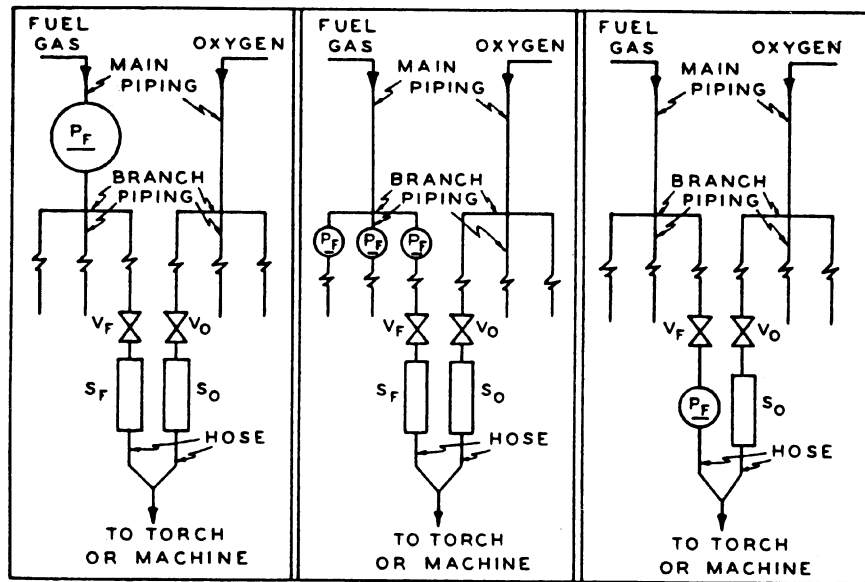 FUEL
GAS
OXYGEN
MAIN
PIPING
PF
BRANCH
PIPING
VF
VO
SF
SO
HOSE
TO TORCH
OR MACHINE
FUEL
GAS
OXYGEN
MAIN
PIPING
BRANCH
PIPING
PF
PF
PF
VF
VO
SF
SO
HOSE
TO TORCH
OR MACHINE
FUEL
GAS
OXYGEN
MAIN
PIPING
BRANCH
PIPING
VF
VO
PF
SO
HOSE
TO TORCH
OR MACHINE